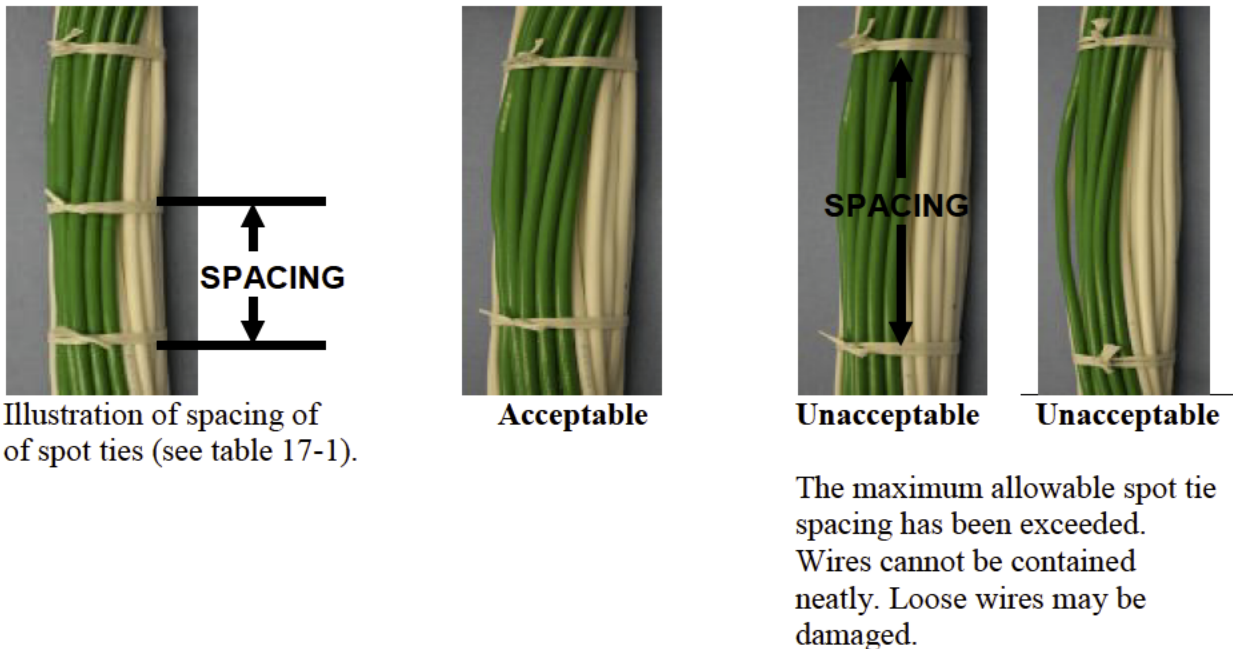 SPACING
Illustration of spacing of
of spot ties (see table 17-1).
Acceptable
SPACING
Unacceptable
Unacceptable
The maximum allowable spot tie
spacing has been exceeded.
Wires cannot be contained
neatly. Loose wires may be
damaged.